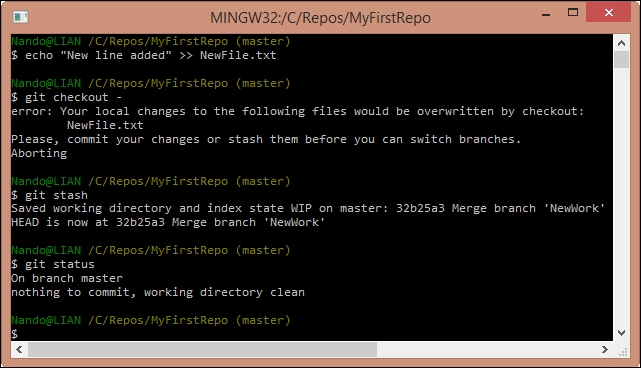 MINGW32:/C/Repos/MyFirstRepo
Nando@LIAN /C/Repos/MyFirstRepo (master)
$ echo "New line added" >> NewFile.txt
Nando@LIAN /C/Repos/MyFirstRepo (master)
$ git checkout -
error: Your local changes to the following files would be overwritten by checkout:
NewFile.txt
Please, commit your changes or stash them before you can switch branches.
Aborting
Nando@LIAN /C/Repos/MyFirstRepo (master)
$ git stash
Saved working directory and index state WIP on master: 32b25a3 Merge branch 'NewWork'
HEAD is now at 32b25a3 Merge branch 'NewWork'
Nando@LIAN /C/Repos/MyFirstRepo (master)
$ git status
On branch master
nothing to commit, working directory clean
Nando@LIAN /C/Repos/MyFirstRepo (master)
$